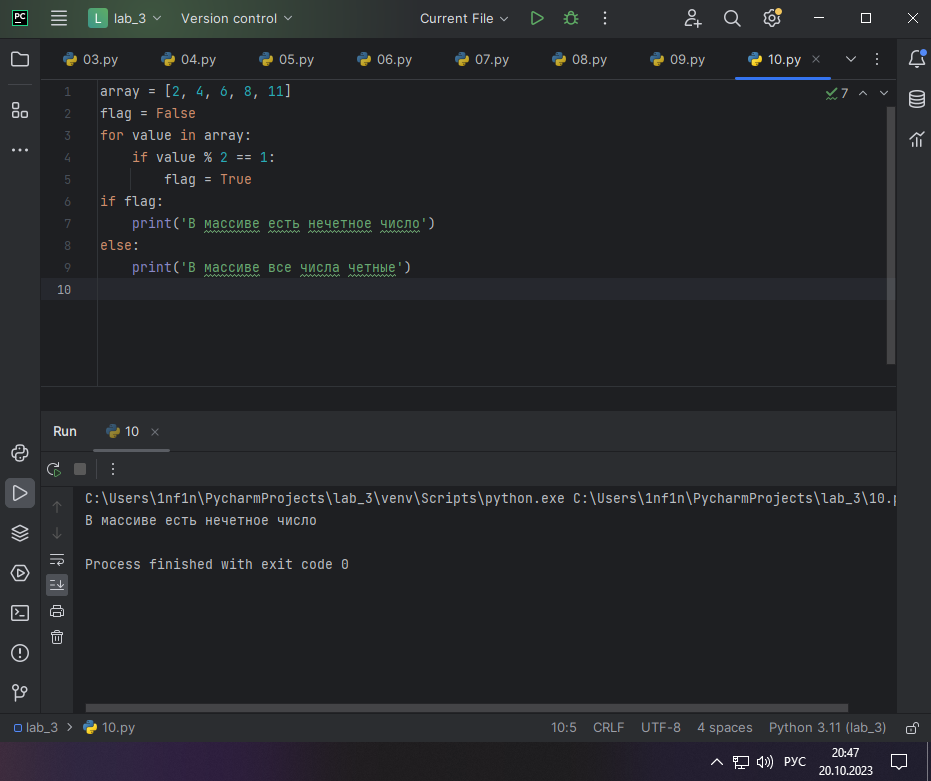 PC L lab_3 Version control Current File
03.py 04.py 05.py 06.py 07.py 08.py 09.py 10.py
1 array = [2, 4, 6, 8, 11] 7
2 flag = False
3 for value in array:
4 if value % 2 == 1:
5 flag = True
6 if flag:
7 print('В массиве есть нечетное число')
8 else:
9 print('В массиве все числа четные')
10
Run 10
C:\Users\1nf1n\PycharmProjects\lab_3\venv\Scripts\python.exe C:\Users\1nf1n\PycharmProjects\lab_3\10.p
В массиве есть нечетное число
Process finished with exit code 0
lab_3 10.py 10:5 CRLF UTF-8 4 spaces Python 3.11 (lab_3)
РУС 20:47
20.10.2023